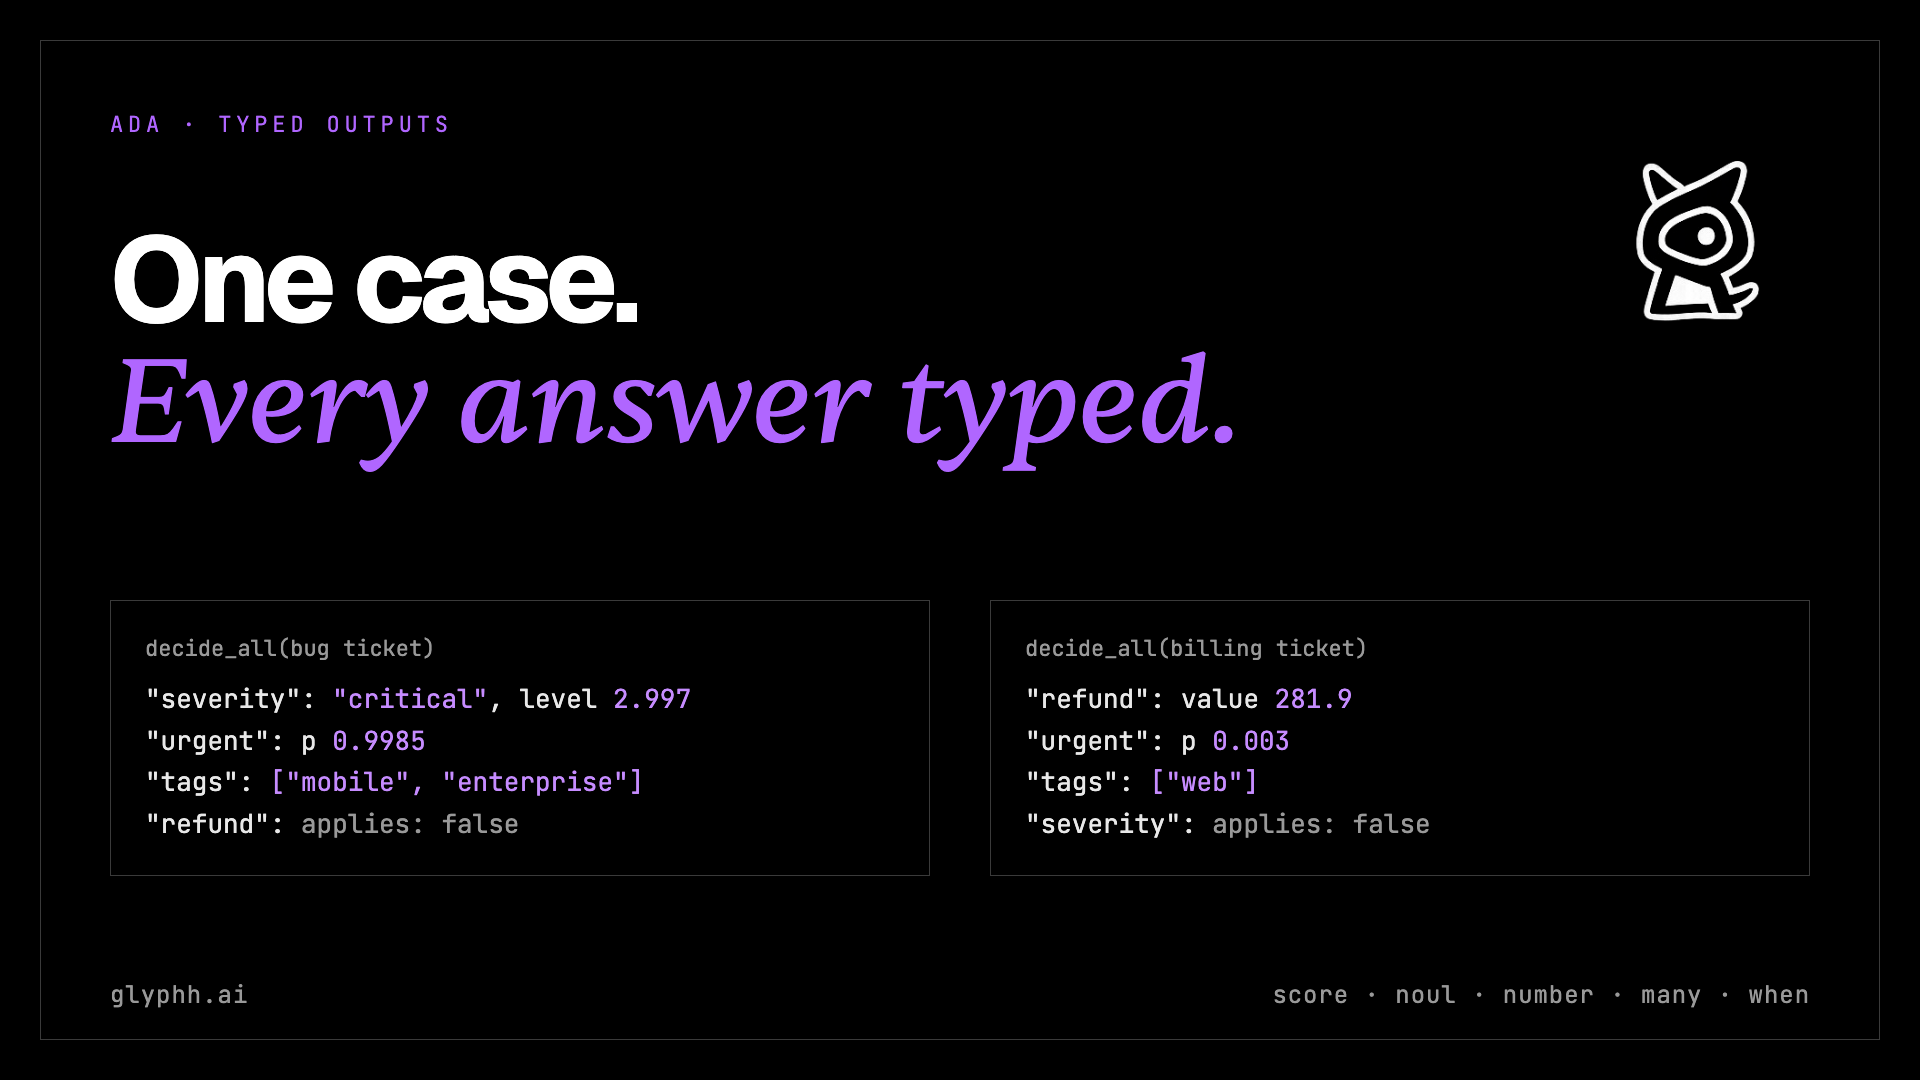 ADA · TYPED OUTPUTS
One case.
Every answer typed.
decide_all(bug ticket)
"severity": "critical", level 2.997
"urgent": p 0.9985
"tags": ["mobile", "enterprise"]
"refund": applies: false
decide_all(billing ticket)
"refund": value 281.9
"urgent": p 0.003
"tags": ["web"]
"severity": applies: false
glyphh.ai
score · noul · number · many · when